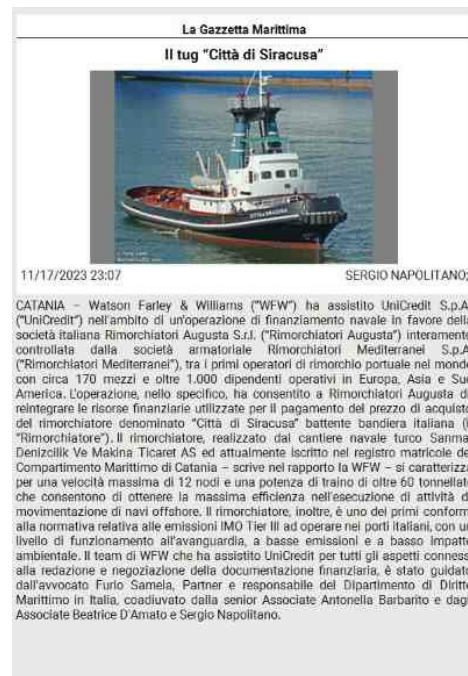 La Gazzetta Marittima
Il tug "Città di Siracusa"
11/17/2023 23:07 SERGIO NAPOLITANO;
CATANIA – Watson Farley & Williams ("WFW") ha assistito UniCredit S.p.A.
("UniCredit") nell'ambito di un'operazione di finanziamento navale in favore della
società italiana Rimorchiatori Augusta S.r.l. ("Rimorchiatori Augusta") interamente
controllata dalla società armatoriale Rimorchiatori Mediterranei S.p.A.
("Rimorchiatori Mediterranei"), tra i primi operatori di rimorchio portuale nel mondo
con circa 170 mezzi e oltre 1.000 dipendenti operativi in Europa, Asia e Sud
America. L'operazione, nello specifico, ha consentito a Rimorchiatori Augusta di
reintegrare le risorse finanziarie utilizzate per il pagamento del prezzo di acquisto
del rimorchiatore denominato "Città di Siracusa" battente bandiera italiana (il
"Rimorchiatore"). Il rimorchiatore, realizzato dal cantiere navale turco Sanmar
Denizcilik Ve Makina Ticaret AS ed attualmente iscritto nel registro matricole del
Compartimento Marittimo di Catania – scrive nel rapporto la WFW – si caratterizza
per una velocità massima di 12 nodi e una potenza di traino di oltre 60 tonnellate
che consentono di ottenere la massima efficienza nell'esecuzione di attività di
movimentazione di navi offshore. Il rimorchiatore, inoltre, è uno dei primi conformi
alla normativa relativa alle emissioni IMO Tier III ad operare nei porti italiani, con un
livello di funzionamento all'avanguardia, a basse emissioni e a basso impatto
ambientale. Il team di WFW che ha assistito UniCredit per tutti gli aspetti connessi
alla redazione e negoziazione della documentazione finanziaria, è stato guidato
dall'avvocato Furio Samela, Partner e responsabile del Dipartimento di Diritto
Marittimo in Italia, coadiuvato dalla senior Associate Antonella Barbarito e dagli
Associate Beatrice D'Amato e Sergio Napolitano.